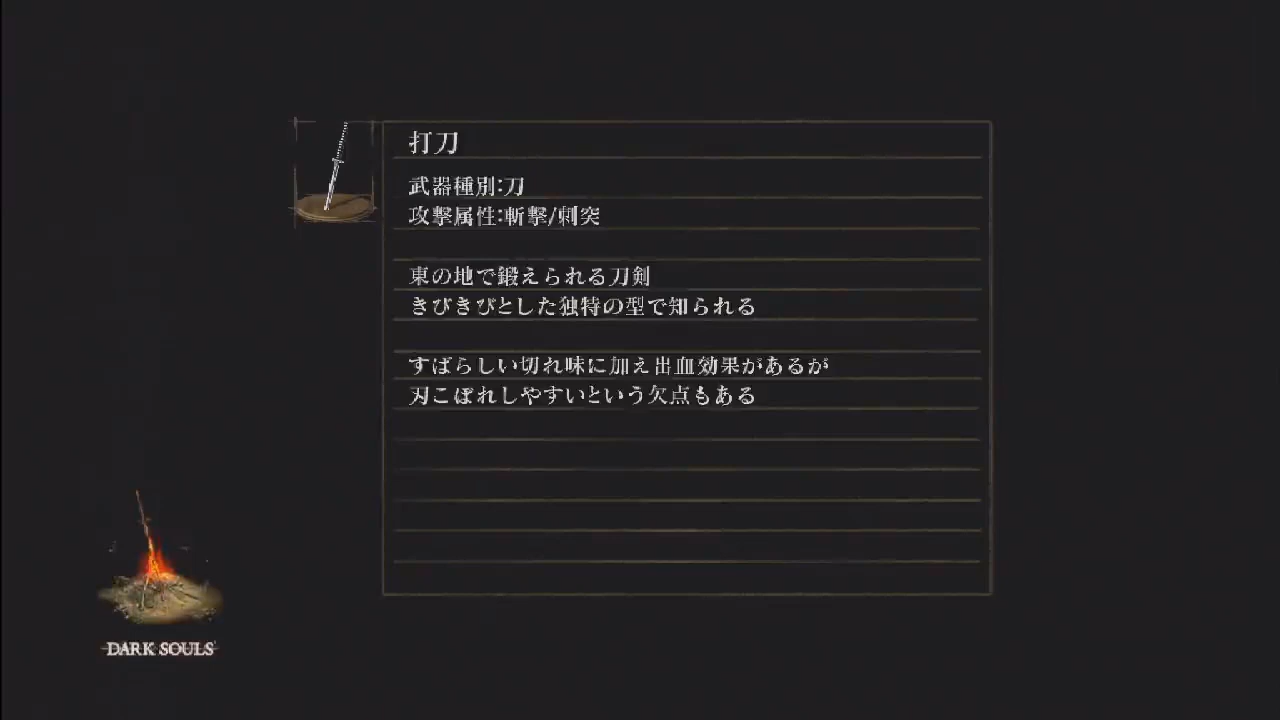 打刀
武器種別:刀
攻撃属性:斬撃/刺突
東の地で鍛えられる刀剣
きびきびとした独特の型で知られる
すばらしい切れ味に加え出血効果があるが
刃こぼれしやすいという欠点もある
DARK SOULS